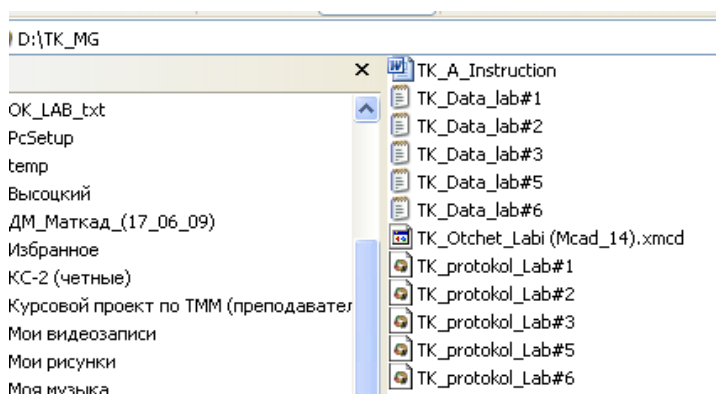 D:\TK_MG
OK_LAB_txt
PcSetup
temp
Высоцкий
ДМ_Маткад_(17_06_09)
Избранное
КС-2 (четные)
Курсовой проект по ТММ (преподавател
Мои видеозаписи
Мои рисунки
Моя музыка
TK_A_Instruction
TK_Data_lab#1
TK_Data_lab#2
TK_Data_lab#3
TK_Data_lab#5
TK_Data_lab#6
TK_Otchet_Labi (Mcad_14).xmcd
TK_protokol_Lab#1
TK_protokol_Lab#2
TK_protokol_Lab#3
TK_protokol_Lab#5
TK_protokol_Lab#6